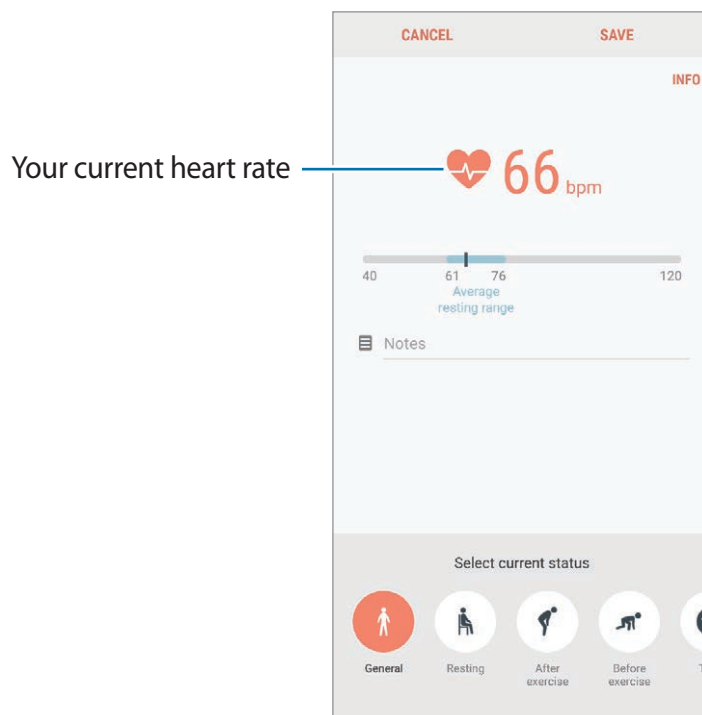 CANCEL SAVE
INFO
Your current heart rate
66 bpm
40 61 76 120
Average
resting range
Notes
Select current status
General Resting After Before
exercise exercise